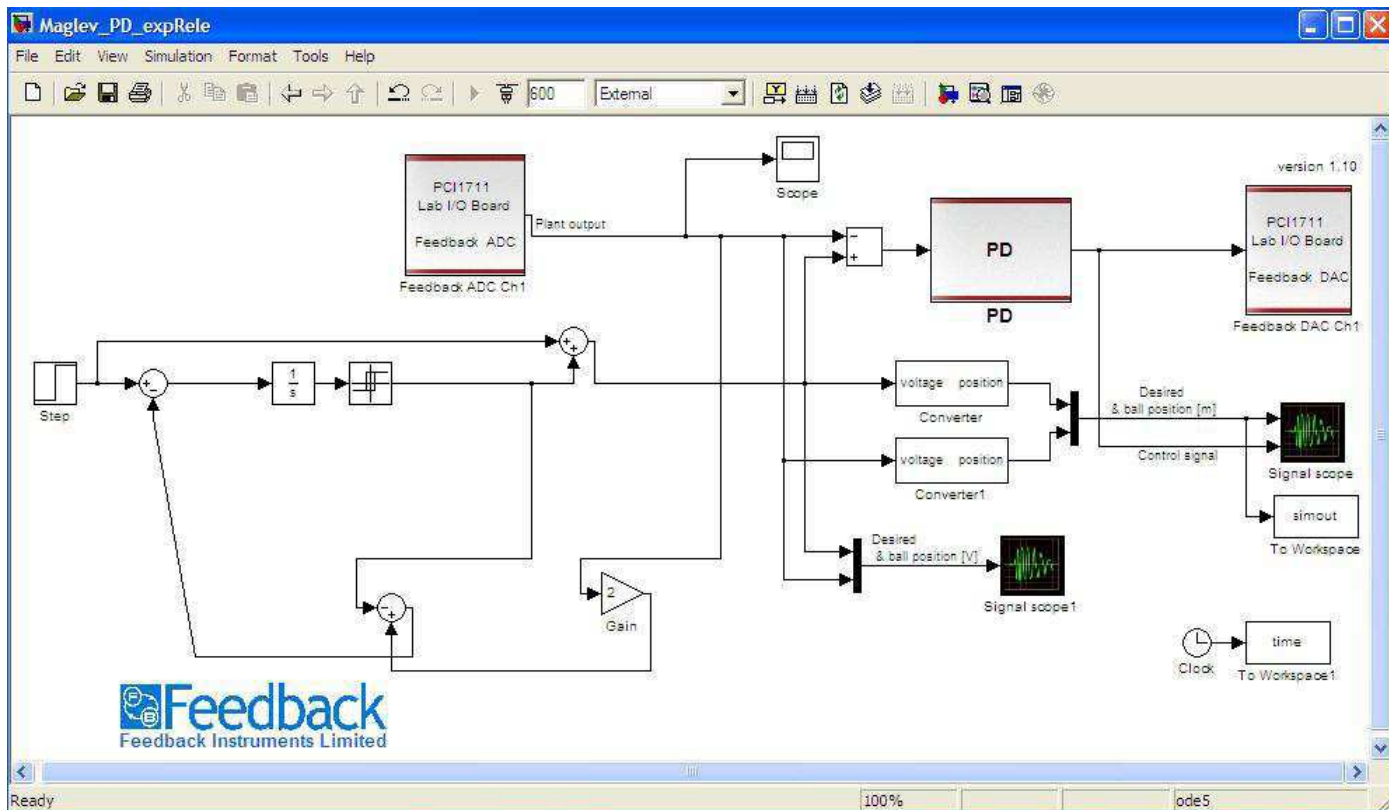 Maglev_PD_expRele
File Edit View Simulation Format Tools Help
600
External
PCI1711
Lab I/O Board
Feedback ADC
Feedback ADC Ch1
Plant output
Scope
PD
PD
version 1.10
PCI1711
Lab I/O Board
Feedback DAC
Feedback DAC Ch1
Step
1
s
voltage position
Converter
voltage position
Converter1
Desired
& ball position [m]
Control signal
Signal scope
simout
To Workspace
Desired
& ball position [V]
Signal scope1
2
Gain
Clock
time
To Workspace1
Feedback
Feedback Instruments Limited
Ready
100%
ode5